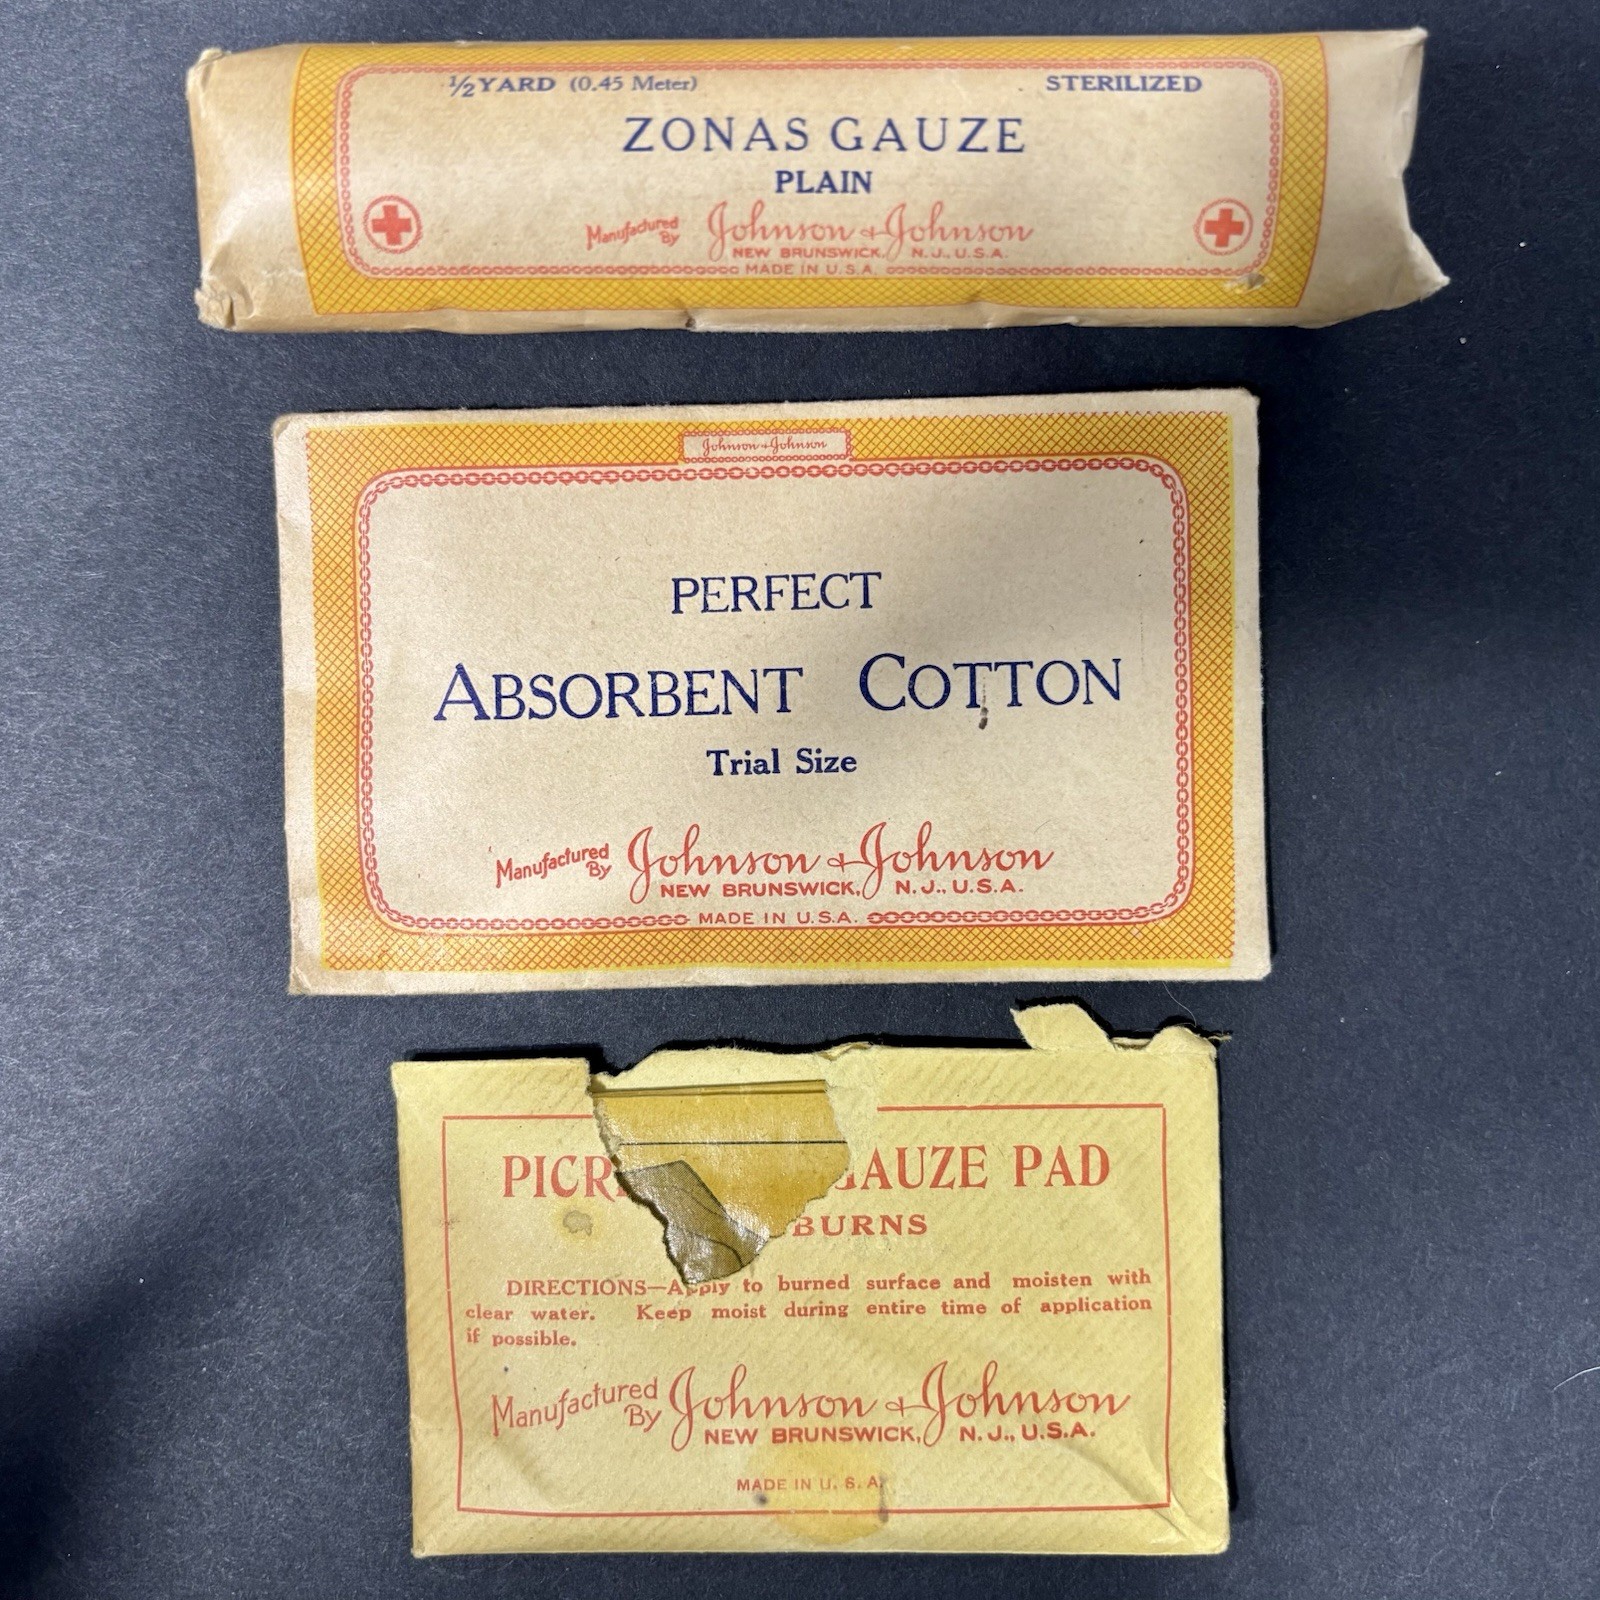 ½ YARD (0.45 Meter) STERILIZED
ZONAS GAUZE
PLAIN
Manufactured By Johnson & Johnson
NEW BRUNSWICK, N. J., U. S. A.
MADE IN U. S. A.
Johnson & Johnson
PERFECT
ABSORBENT COTTON
Trial Size
Manufactured By Johnson & Johnson
NEW BRUNSWICK, N. J., U. S. A.
MADE IN U. S. A.
GAUZE PAD
BURNS
DIRECTIONS—Apply to burned surface and moisten with
clear water. Keep moist during entire time of application
if possible.
Manufactured By Johnson & Johnson
NEW BRUNSWICK, N. J., U. S. A.
MADE IN U. S. A.